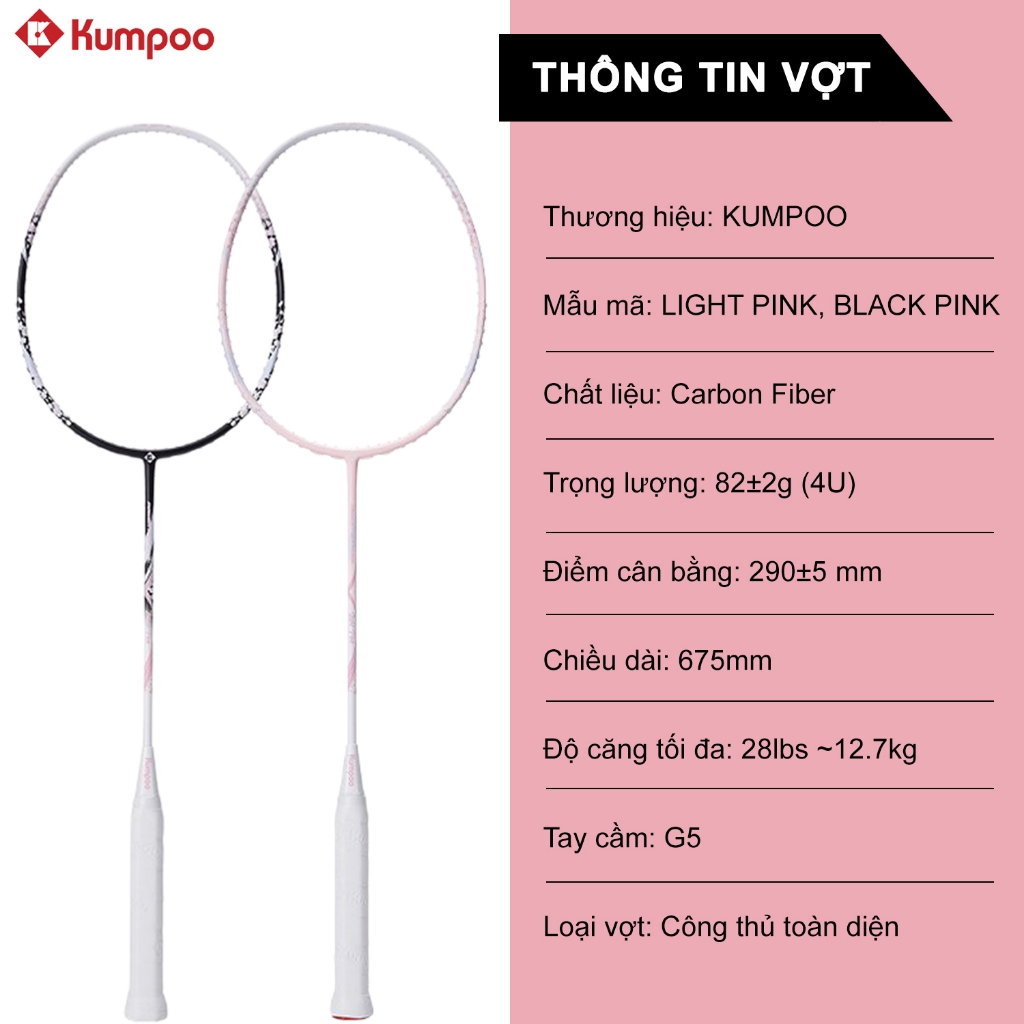 Kumpoo
THÔNG TIN VỢT
Thương hiệu: KUMPOO
Mẫu mã: LIGHT PINK, BLACK PINK
Chất liệu: Carbon Fiber
Trọng lượng: 82±2g (4U)
Điểm cân bằng: 290±5 mm
Chiều dài: 675mm
Độ căng tối đa: 28lbs ~12.7kg
Tay cầm: G5
Loại vợt: Công thủ toàn diện
Kumpoo
Kumpoo